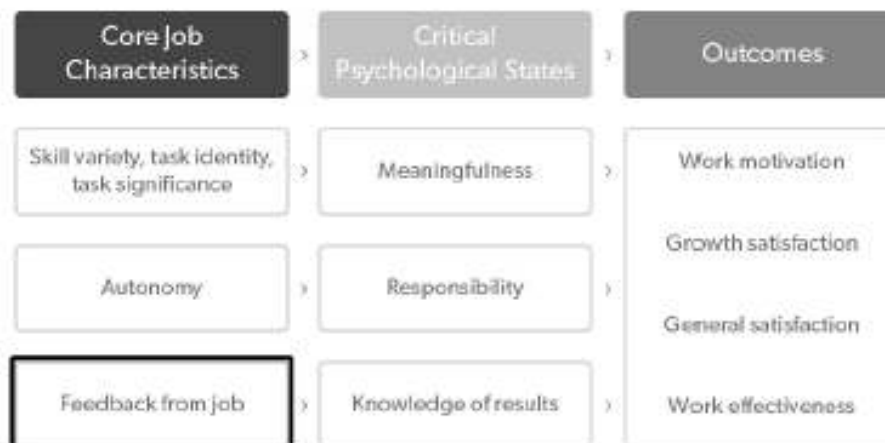 Core Job
Characteristics
Critical
Psychological States
Outcomes
Skill variety, task identity,
task significance
Meaningfulness
Work motivation
Growth satisfaction
Autonomy
Responsibility
General satisfaction
Feedback from job
Knowledge of results
Work effectiveness